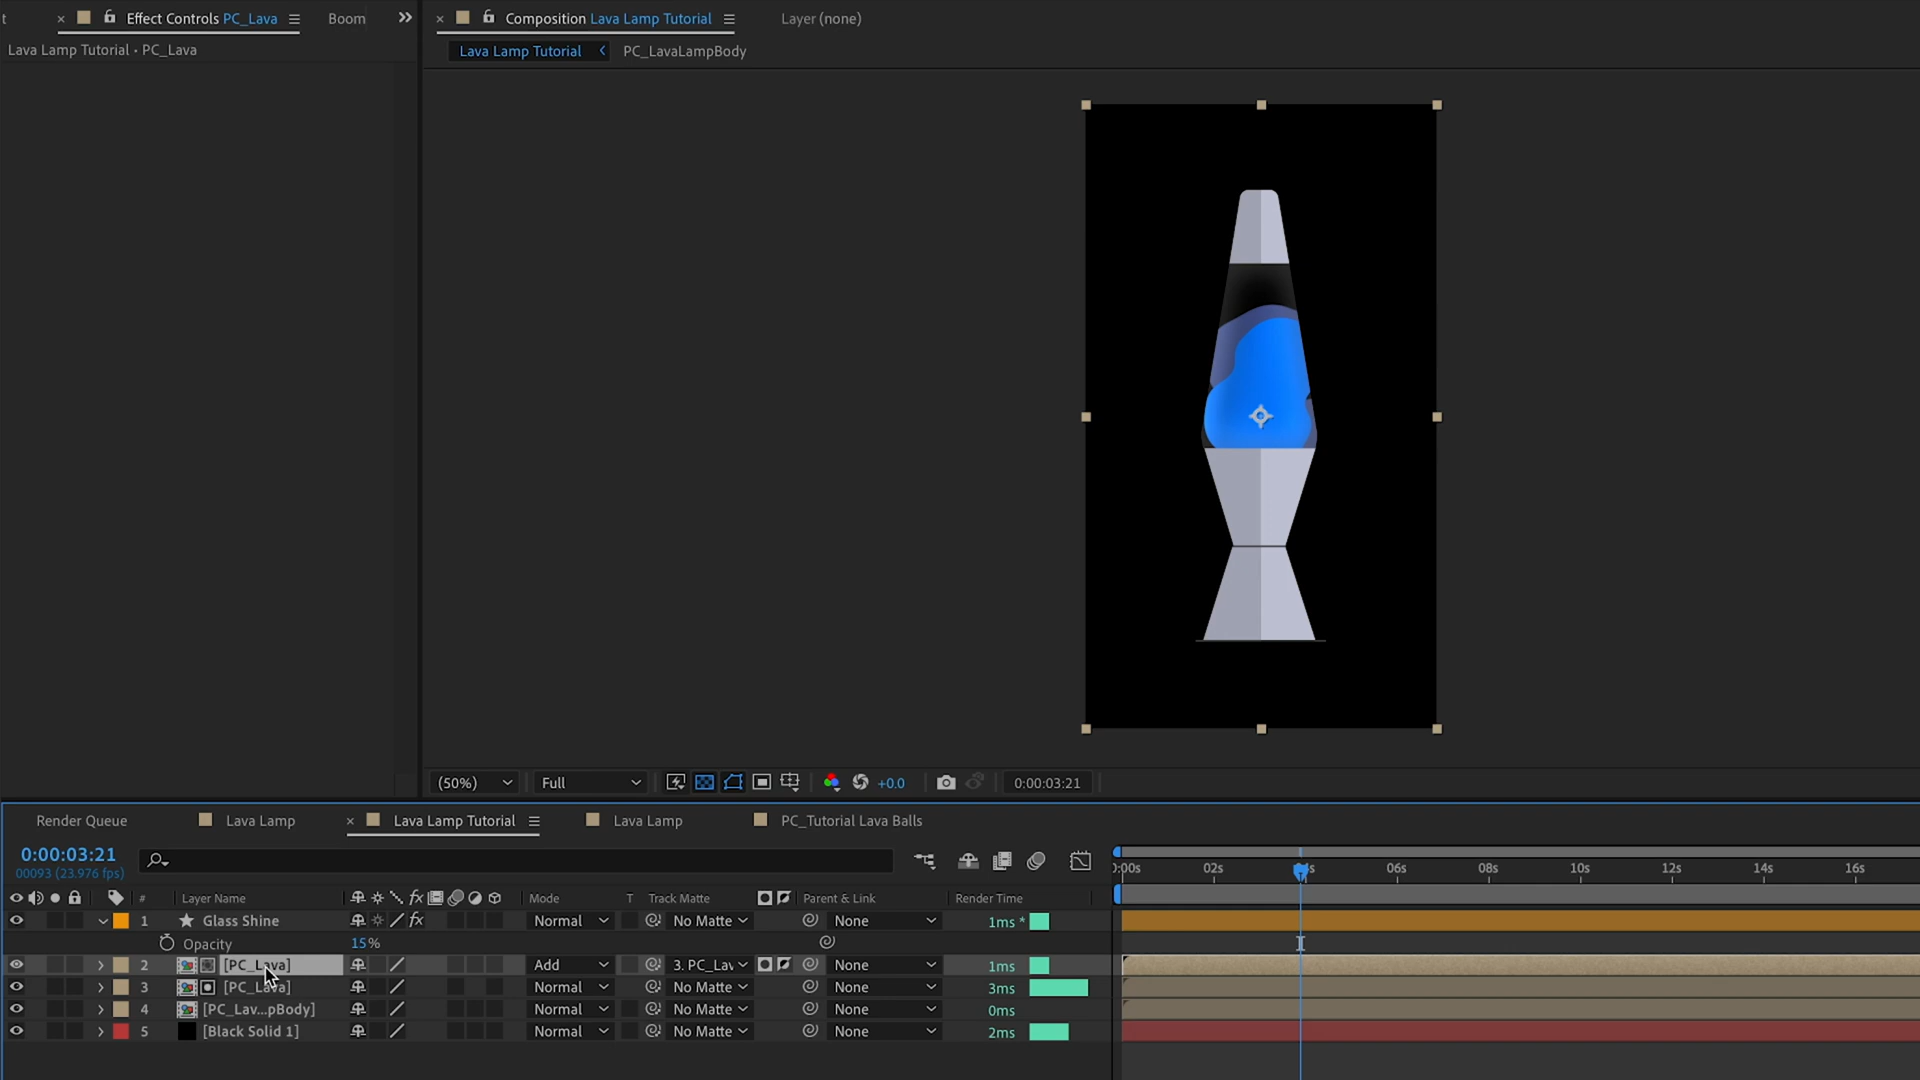 t × Effect Controls PC_Lava Boom
Lava Lamp Tutorial • PC_Lava
× Composition Lava Lamp Tutorial Layer (none)
Lava Lamp Tutorial PC_LavaLampBody
(50%) Full +0.0 0:00:03:21
Render Queue Lava Lamp × Lava Lamp Tutorial Lava Lamp PC_Tutorial Lava Balls
0:00:03:21
00093 (23.976 fps)
02s 06s 08s 10s 12s 14s 16s
# Layer Name fx Mode T Track Matte Parent & Link Render Time
1 Glass Shine fx Normal No Matte None 1ms *
Opacity 15%
2 [PC_Lava] Add 3. PC_Lav None 1ms
3 [PC_Lava] Normal No Matte None 3ms
4 [PC_Lav...pBody] Normal No Matte None 0ms
5 [Black Solid 1] Normal No Matte None 2ms